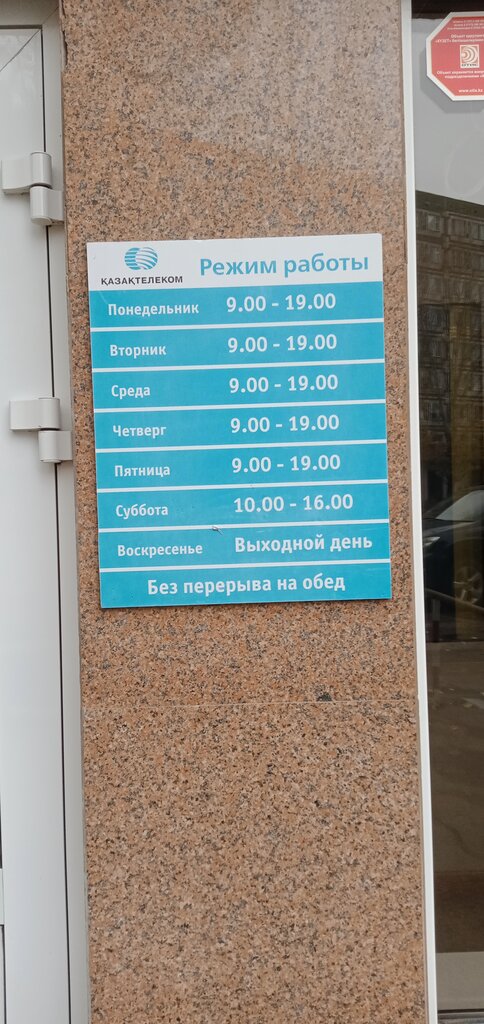 ҚАЗАҚТЕЛЕКОМ
Режим работы
Понедельник 9.00 - 19.00
Вторник 9.00 - 19.00
Среда 9.00 - 19.00
Четверг 9.00 - 19.00
Пятница 9.00 - 19.00
Суббота 10.00 - 16.00
Воскресенье Выходной день
Без перерыва на обед